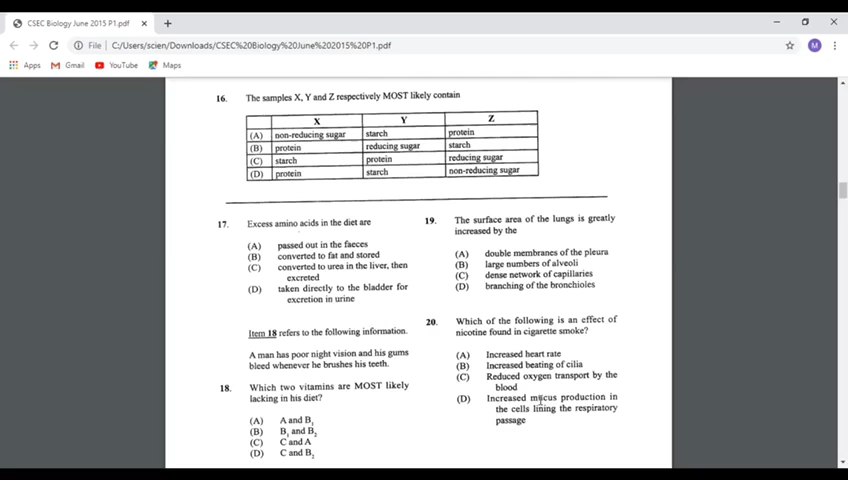 CSEC Biology June 2015 P1.pdf
File | C:/Users/scien/Downloads/CSEC%20Biology%20June%202015%20P1.pdf
M
Apps Gmail YouTube Maps
16. The samples X, Y and Z respectively MOST likely contain
X Y Z
(A) non-reducing sugar starch protein
(B) protein reducing sugar starch
(C) starch protein reducing sugar
(D) protein starch non-reducing sugar
17. Excess amino acids in the diet are
(A) passed out in the faeces
(B) converted to fat and stored
(C) converted to urea in the liver, then
excreted
(D) taken directly to the bladder for
excretion in urine
Item 18 refers to the following information.
A man has poor night vision and his gums
bleed whenever he brushes his teeth.
18. Which two vitamins are MOST likely
lacking in his diet?
(A) A and B₁
(B) B₁ and B₂
(C) C and A
(D) C and B₂
19. The surface area of the lungs is greatly
increased by the
(A) double membranes of the pleura
(B) large numbers of alveoli
(C) dense network of capillaries
(D) branching of the bronchioles
20. Which of the following is an effect of
nicotine found in cigarette smoke?
(A) Increased heart rate
(B) Increased beating of cilia
(C) Reduced oxygen transport by the
blood
(D) Increased mucus production in
the cells lining the respiratory
passage